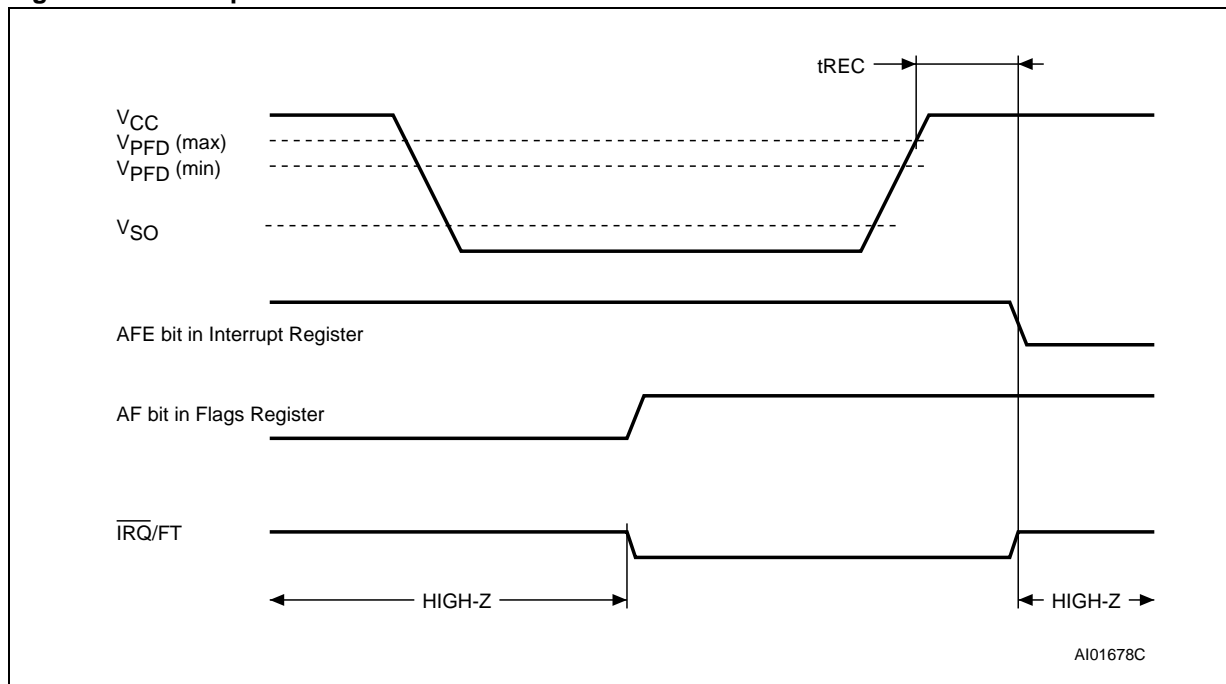 tREC
VCC
VPFD (max)
VPFD (min)
VSO
AFE bit in Interrupt Register
AF bit in Flags Register
IRQ/FT
HIGH-Z
HIGH-Z
AI01678C